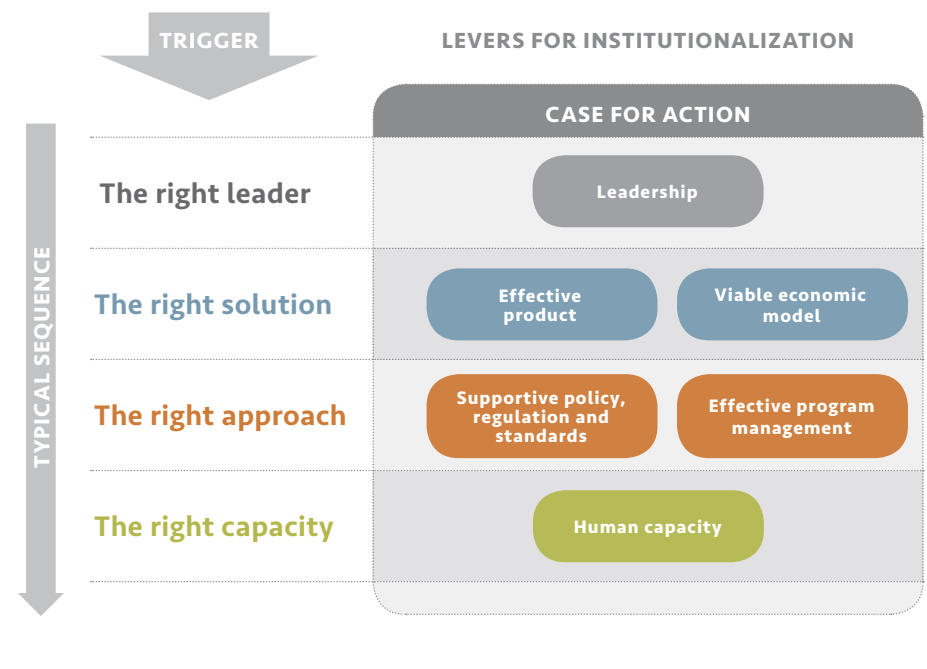 TRIGGER
LEVERS FOR INSTITUTIONALIZATION
CASE FOR ACTION
TYPICAL SEQUENCE
The right leader
Leadership
The right solution
Effective
product
Viable economic
model
The right approach
Supportive policy,
regulation and
standards
Effective program
management
The right capacity
Human capacity